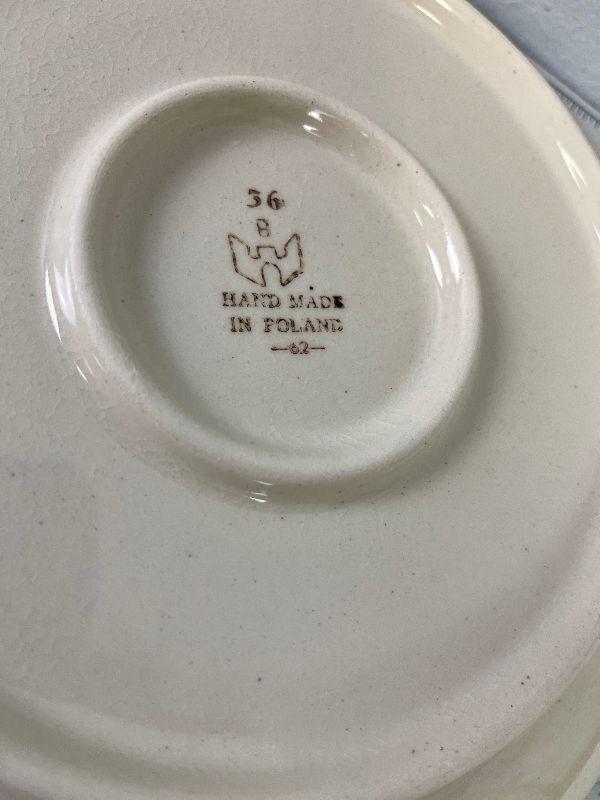 36
B
HAND MADE
IN POLAND
—62—